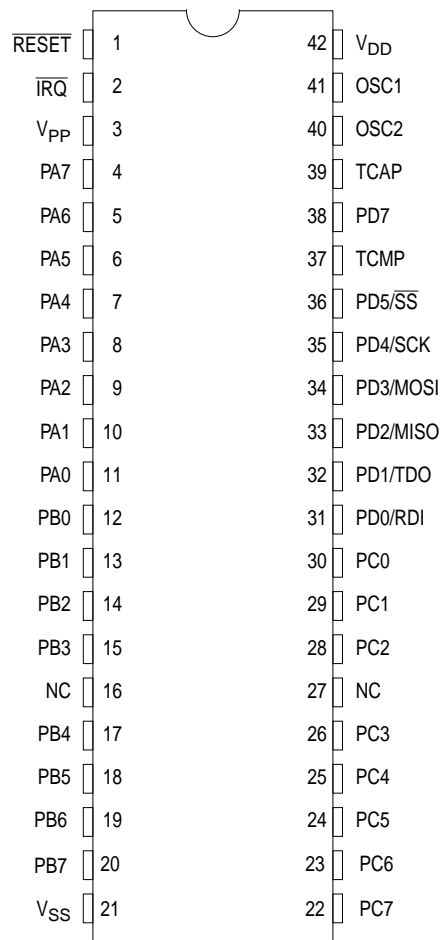 R̅E̅S̅E̅T̅ 1 42 VDD
I̅R̅Q̅ 2 41 OSC1
VPP 3 40 OSC2
PA7 4 39 TCAP
PA6 5 38 PD7
PA5 6 37 TCMP
PA4 7 36 PD5/S̅S̅
PA3 8 35 PD4/SCK
PA2 9 34 PD3/MOSI
PA1 10 33 PD2/MISO
PA0 11 32 PD1/TDO
PB0 12 31 PD0/RDI
PB1 13 30 PC0
PB2 14 29 PC1
PB3 15 28 PC2
NC 16 27 NC
PB4 17 26 PC3
PB5 18 25 PC4
PB6 19 24 PC5
PB7 20 23 PC6
VSS 21 22 PC7